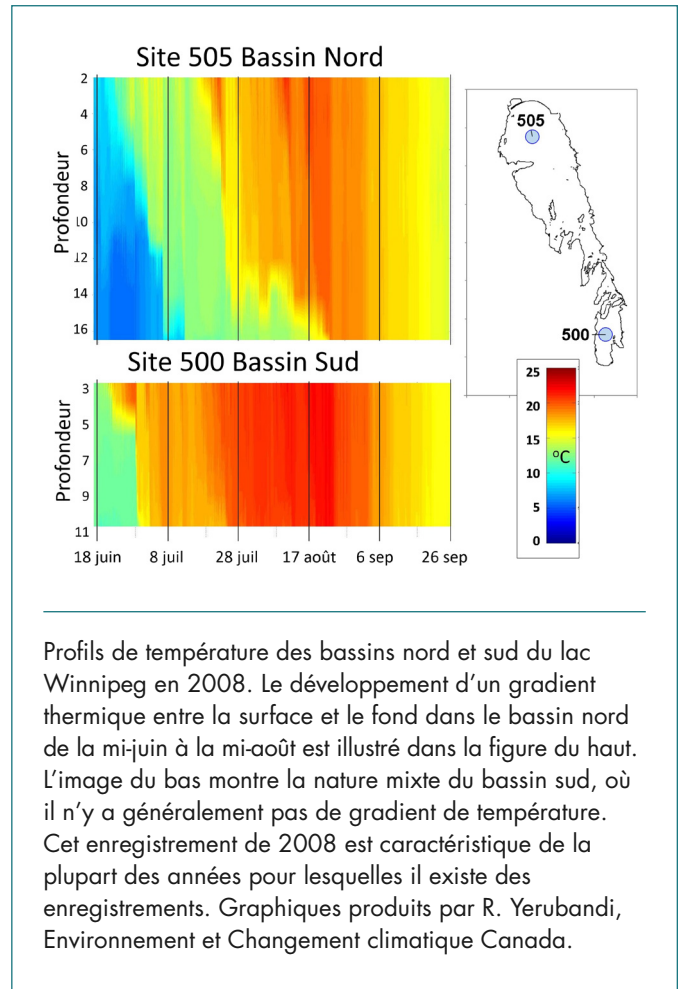 Site 505 Bassin Nord
Profondeur
2
4
6
8
10
12
14
16
505
500
Site 500 Bassin Sud
Profondeur
3
5
7
9
11
18 juin 8 juil 28 juil 17 août 6 sep 26 sep
25
20
15
°C
10
5
0
Profils de température des bassins nord et sud du lac
Winnipeg en 2008. Le développement d'un gradient
thermique entre la surface et le fond dans le bassin nord
de la mi-juin à la mi-août est illustré dans la figure du haut.
L'image du bas montre la nature mixte du bassin sud, où
il n'y a généralement pas de gradient de température.
Cet enregistrement de 2008 est caractéristique de la
plupart des années pour lesquelles il existe des
enregistrements. Graphiques produits par R. Yerubandi,
Environnement et Changement climatique Canada.